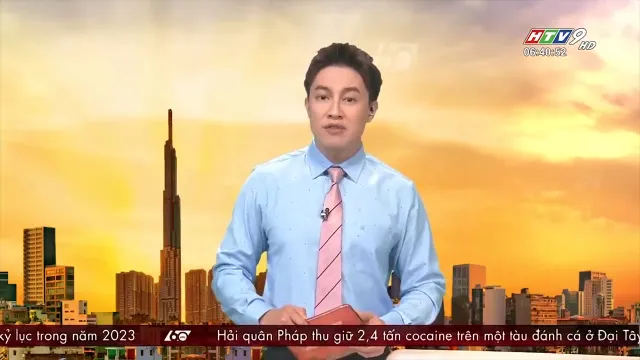 HTV9 HD
06:40:52
kỷ lục trong năm 2023 Hải quân Pháp thu giữ 2,4 tấn cocaine trên một tàu đánh cá ở Đại Tây